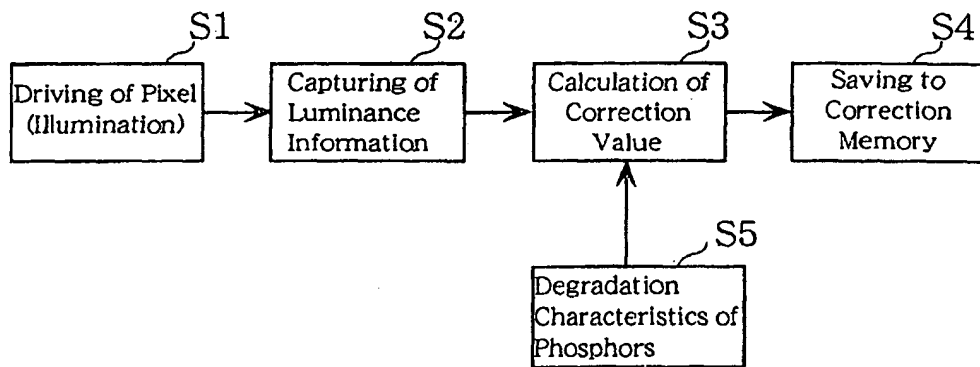 S1
S2
S3
S4
Driving of Pixel
(Illumination)
Capturing of
Luminance
Information
Calculation of
Correction
Value
Saving to
Correction
Memory
S5
Degradation
Characteristics of
Phosphors